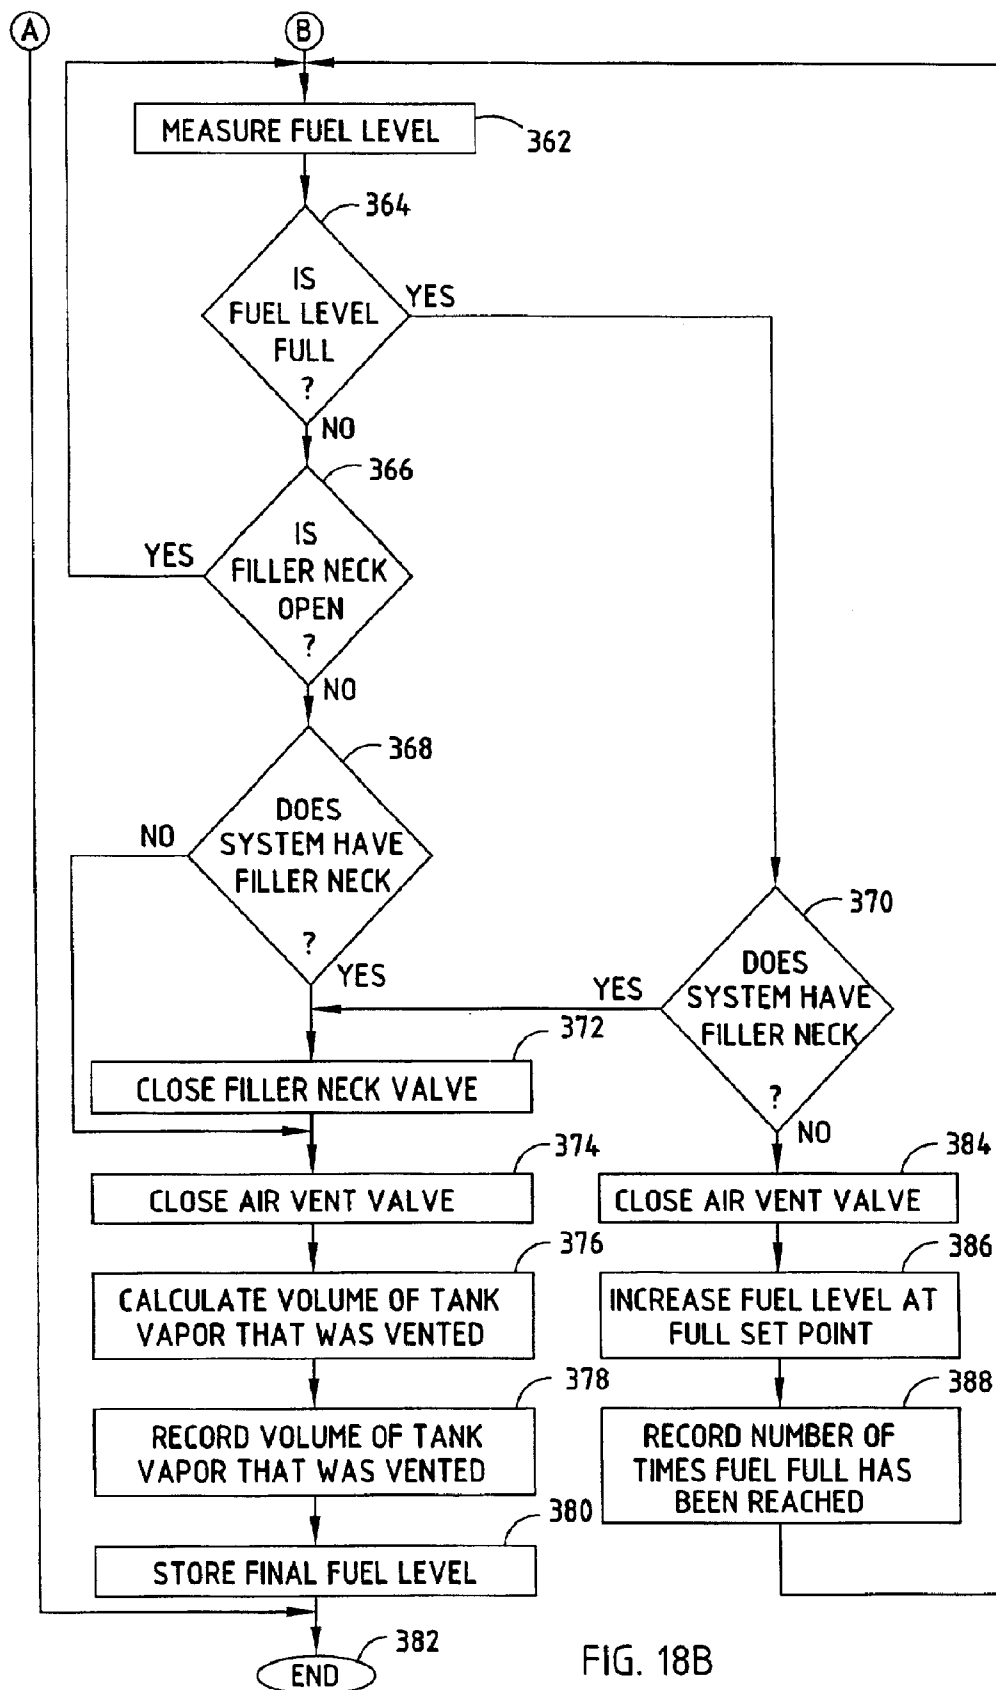 A
B
MEASURE FUEL LEVEL
362
364
IS
FUEL LEVEL
FULL
?
YES
NO
366
IS
FILLER NECK
OPEN
?
YES
NO
368
DOES
SYSTEM HAVE
FILLER NECK
?
NO
YES
370
DOES
SYSTEM HAVE
FILLER NECK
?
YES
NO
372
CLOSE FILLER NECK VALVE
374
CLOSE AIR VENT VALVE
384
CLOSE AIR VENT VALVE
376
CALCULATE VOLUME OF TANK
VAPOR THAT WAS VENTED
386
INCREASE FUEL LEVEL AT
FULL SET POINT
378
RECORD VOLUME OF TANK
VAPOR THAT WAS VENTED
388
RECORD NUMBER OF
TIMES FUEL FULL HAS
BEEN REACHED
380
STORE FINAL FUEL LEVEL
382
END
FIG. 18B